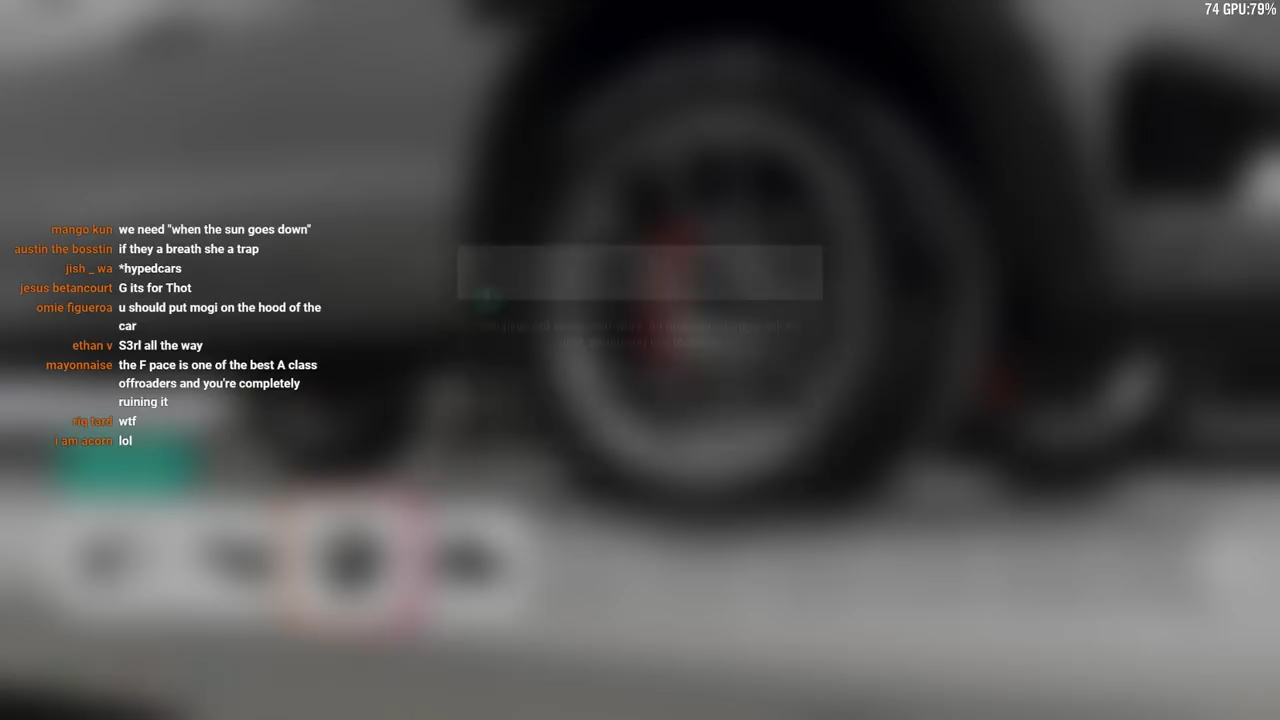 74 GPU:79%
mango kun we need "when the sun goes down"
austin the bosstin if they a breath she a trap
jish _ wa *hypedcars
jesus betancourt G its for Thot
omie figueroa u should put mogi on the hood of the
car
ethan v S3rl all the way
mayonnaise the F pace is one of the best A class
offroaders and you're completely
ruining it
rig tard wtf
i am acorn lol